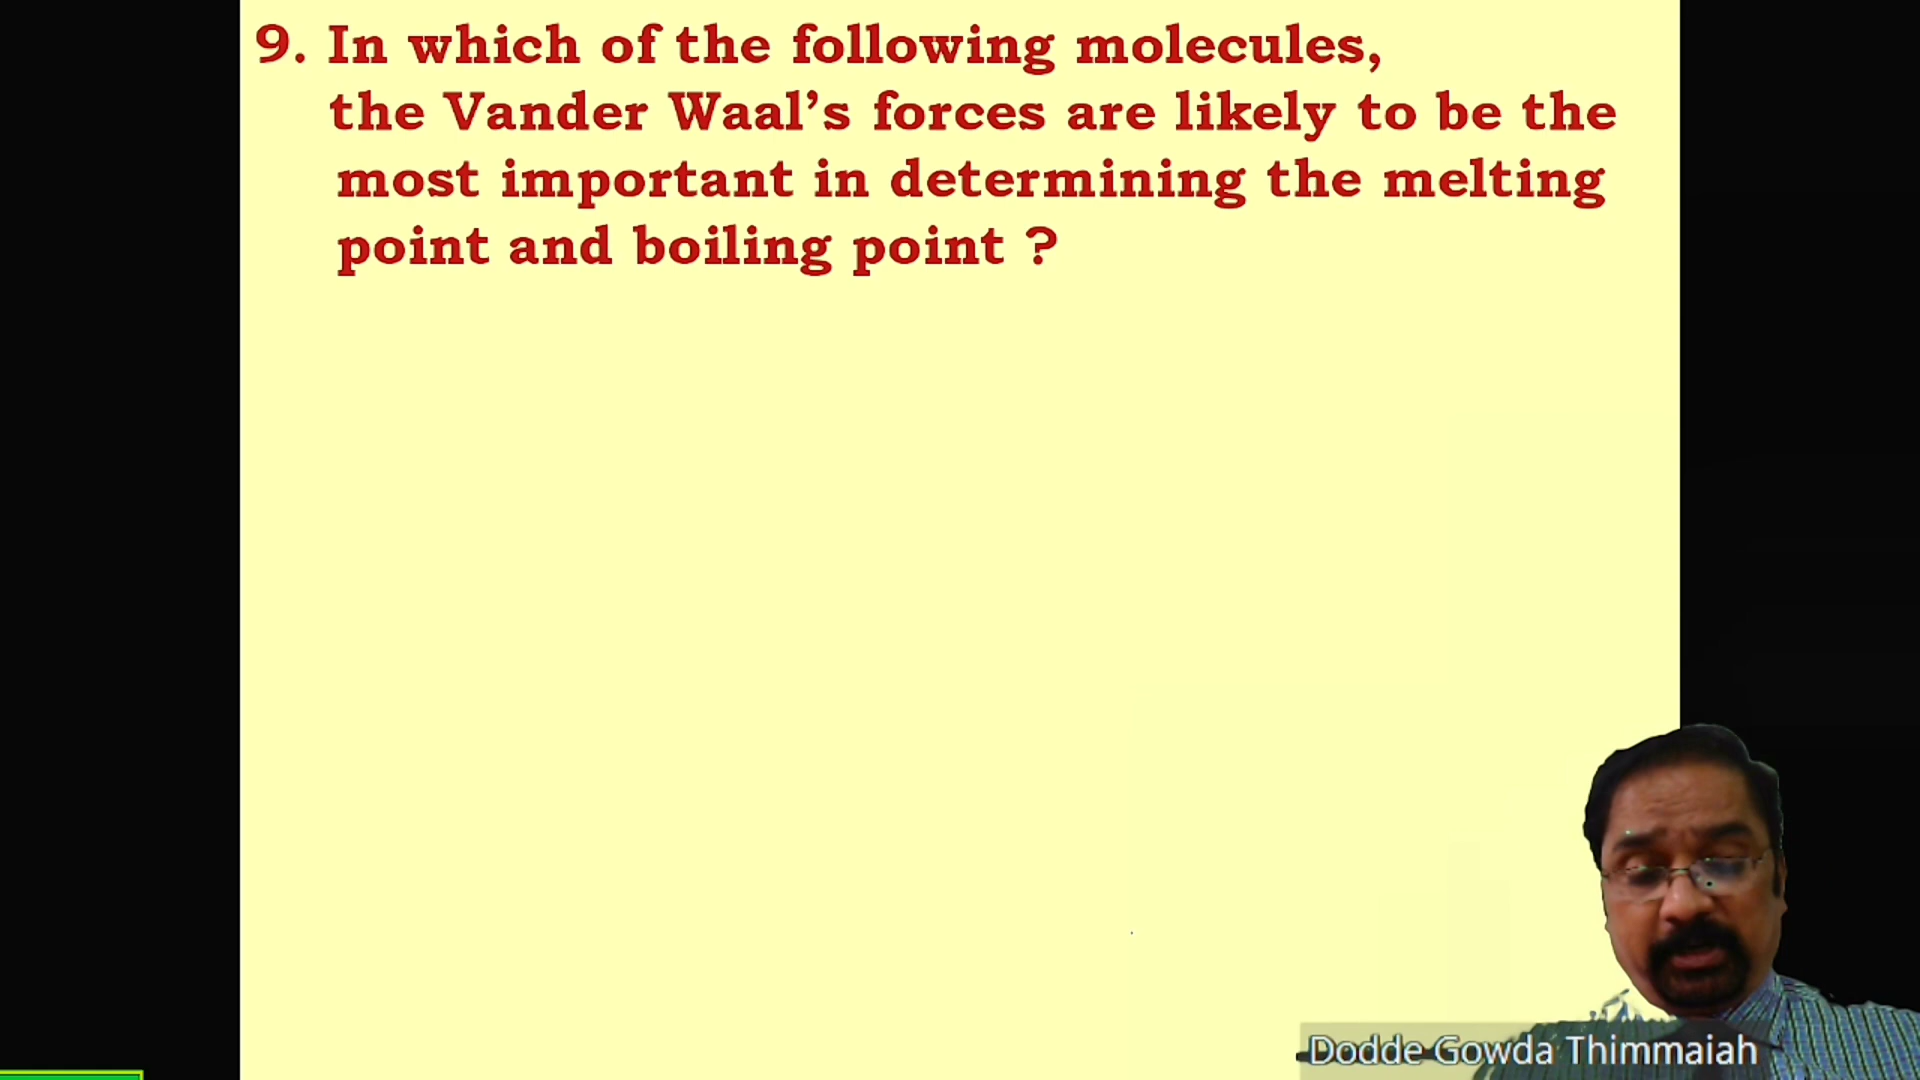 9. In which of the following molecules,
the Vander Waal’s forces are likely to be the
most important in determining the melting
point and boiling point ?
Dodde Gowda Thimmaiah